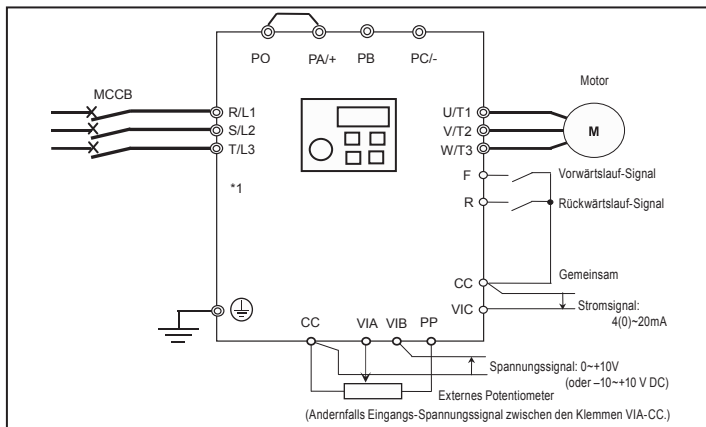 PO PA/+ PB PC/-
MCCB
Motor
R/L1
S/L2
T/L3
U/T1
V/T2
W/T3
M
*1
F
Vorwärtslauf-Signal
R
Rückwärtslauf-Signal
CC
Gemeinsam
VIC
Stromsignal:
4(0)~20mA
CC VIA VIB PP
Spannungssignal: 0~+10V
(oder –10~+10 V DC)
Externes Potentiometer
(Andernfalls Eingangs-Spannungssignal zwischen den Klemmen VIA-CC.)